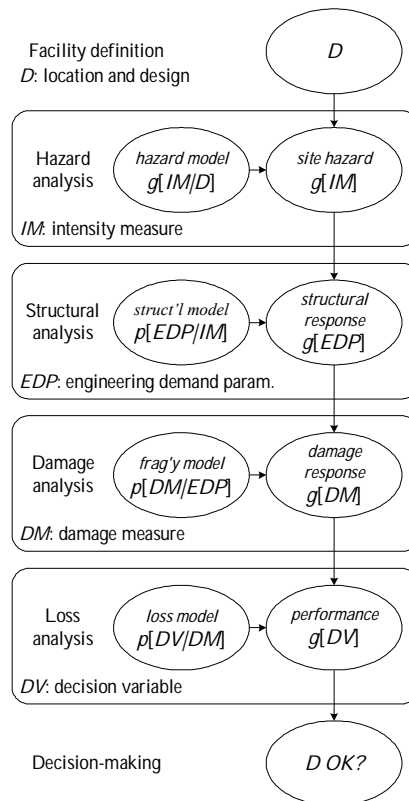 Facility definition
D: location and design
D
Hazard
analysis
hazard model
g[IM/D]
site hazard
g[IM]
IM: intensity measure
Structural
analysis
struct'l model
p[EDP/IM]
structural
response
g[EDP]
EDP: engineering demand param.
Damage
analysis
frag'y model
p[DM/EDP]
damage
response
g[DM]
DM: damage measure
Loss
analysis
loss model
p[DV/DM]
performance
g[DV]
DV: decision variable
Decision-making
D OK?